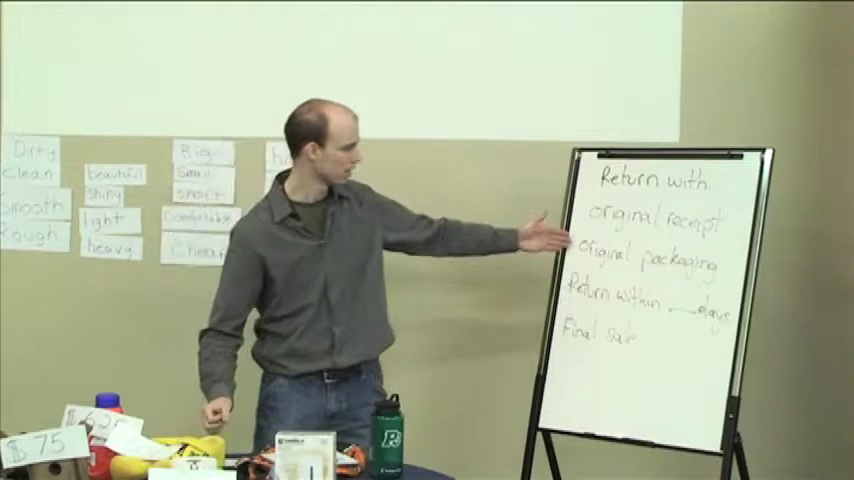 Return with...
original receipt
original packaging
Return within ___ days
Final sale
Dirty
Clean
Smooth
Rough
beautiful
shiny
light
heavy
Big
Small
short
Comfortable
$75